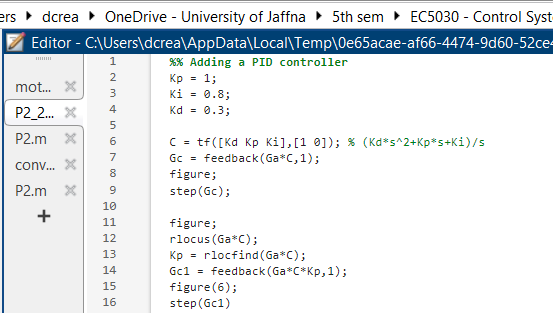 ers ▸ dcrea ▸ OneDrive - University of Jaffna ▸ 5th sem ▸ EC5030 - Control Syst
Editor - C:\Users\dcrea\AppData\Local\Temp\0e65acae-af66-4474-9d60-52ce4
mot...
P2_2...
P2.m
conv...
P2.m
+
1 %% Adding a PID controller
2 Kp = 1;
3 Ki = 0.8;
4 Kd = 0.3;
5
6 C = tf([Kd Kp Ki],[1 0]); % (Kd*s^2+Kp*s+Ki)/s
7 Gc = feedback(Ga*C,1);
8 figure;
9 step(Gc);
10
11 figure;
12 rlocus(Ga*C);
13 Kp = rlocfind(Ga*C);
14 Gc1 = feedback(Ga*C*Kp,1);
15 figure(6);
16 step(Gc1)